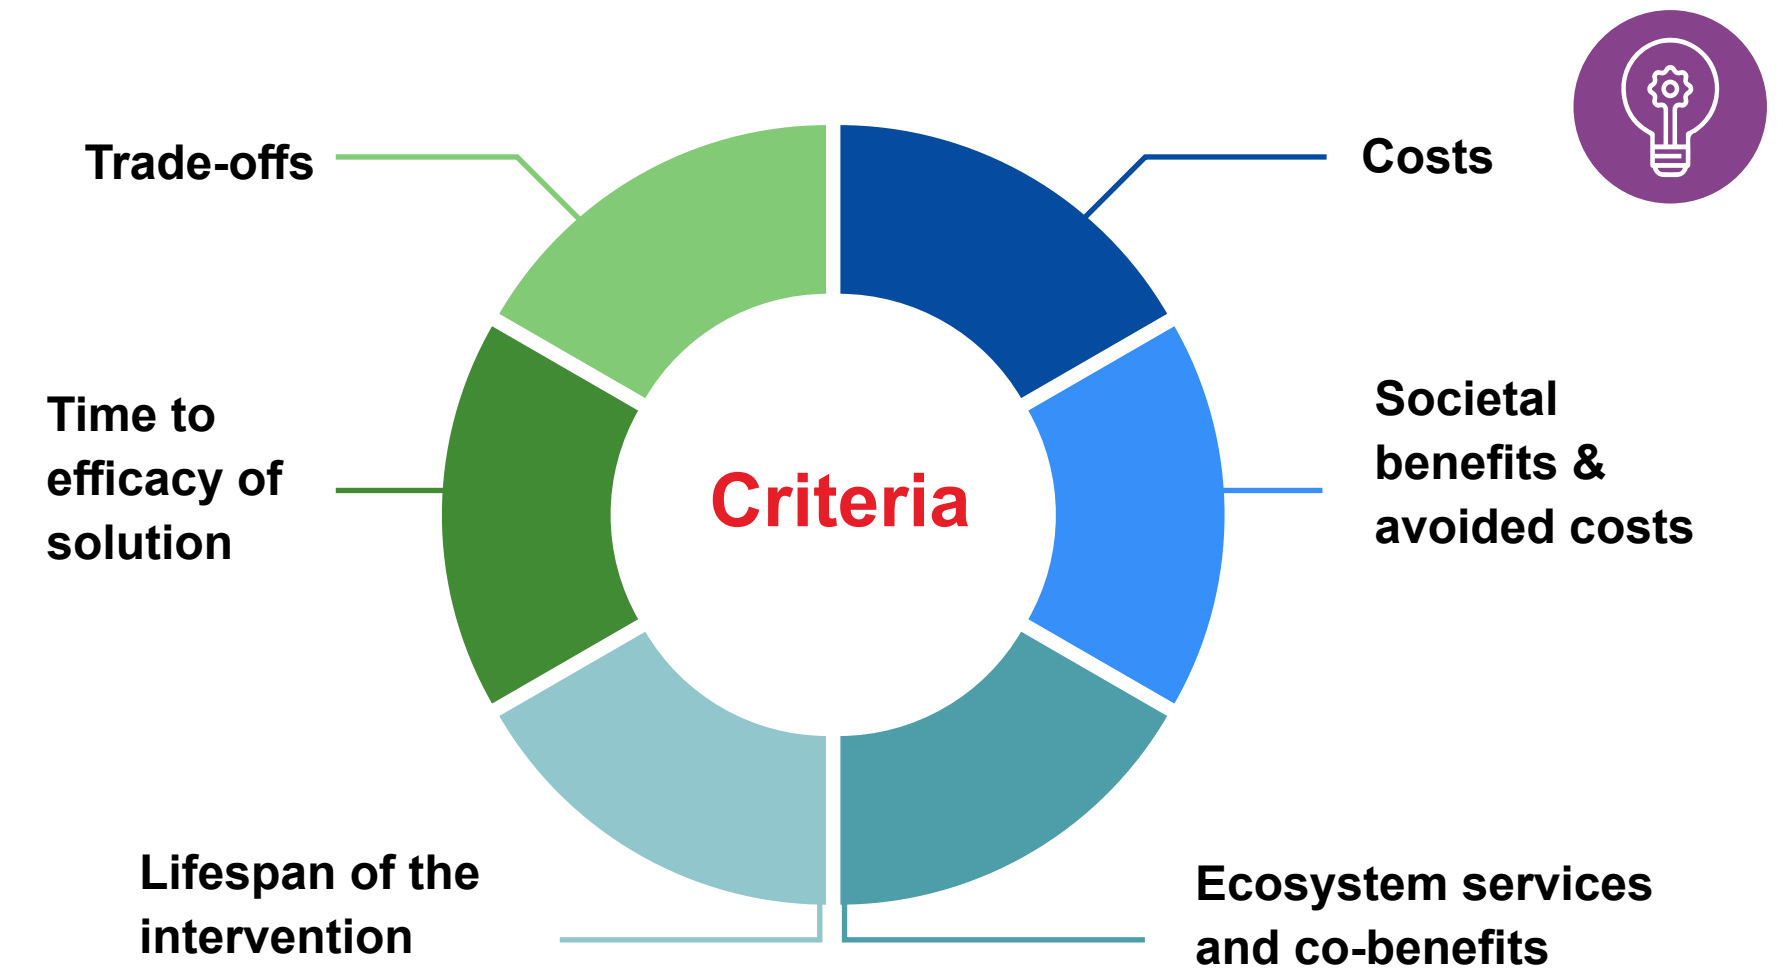 Trade-offs
Costs
Time to
efficacy of
solution
Criteria
Societal
benefits &
avoided costs
Lifespan of the
intervention
Ecosystem services
and co-benefits